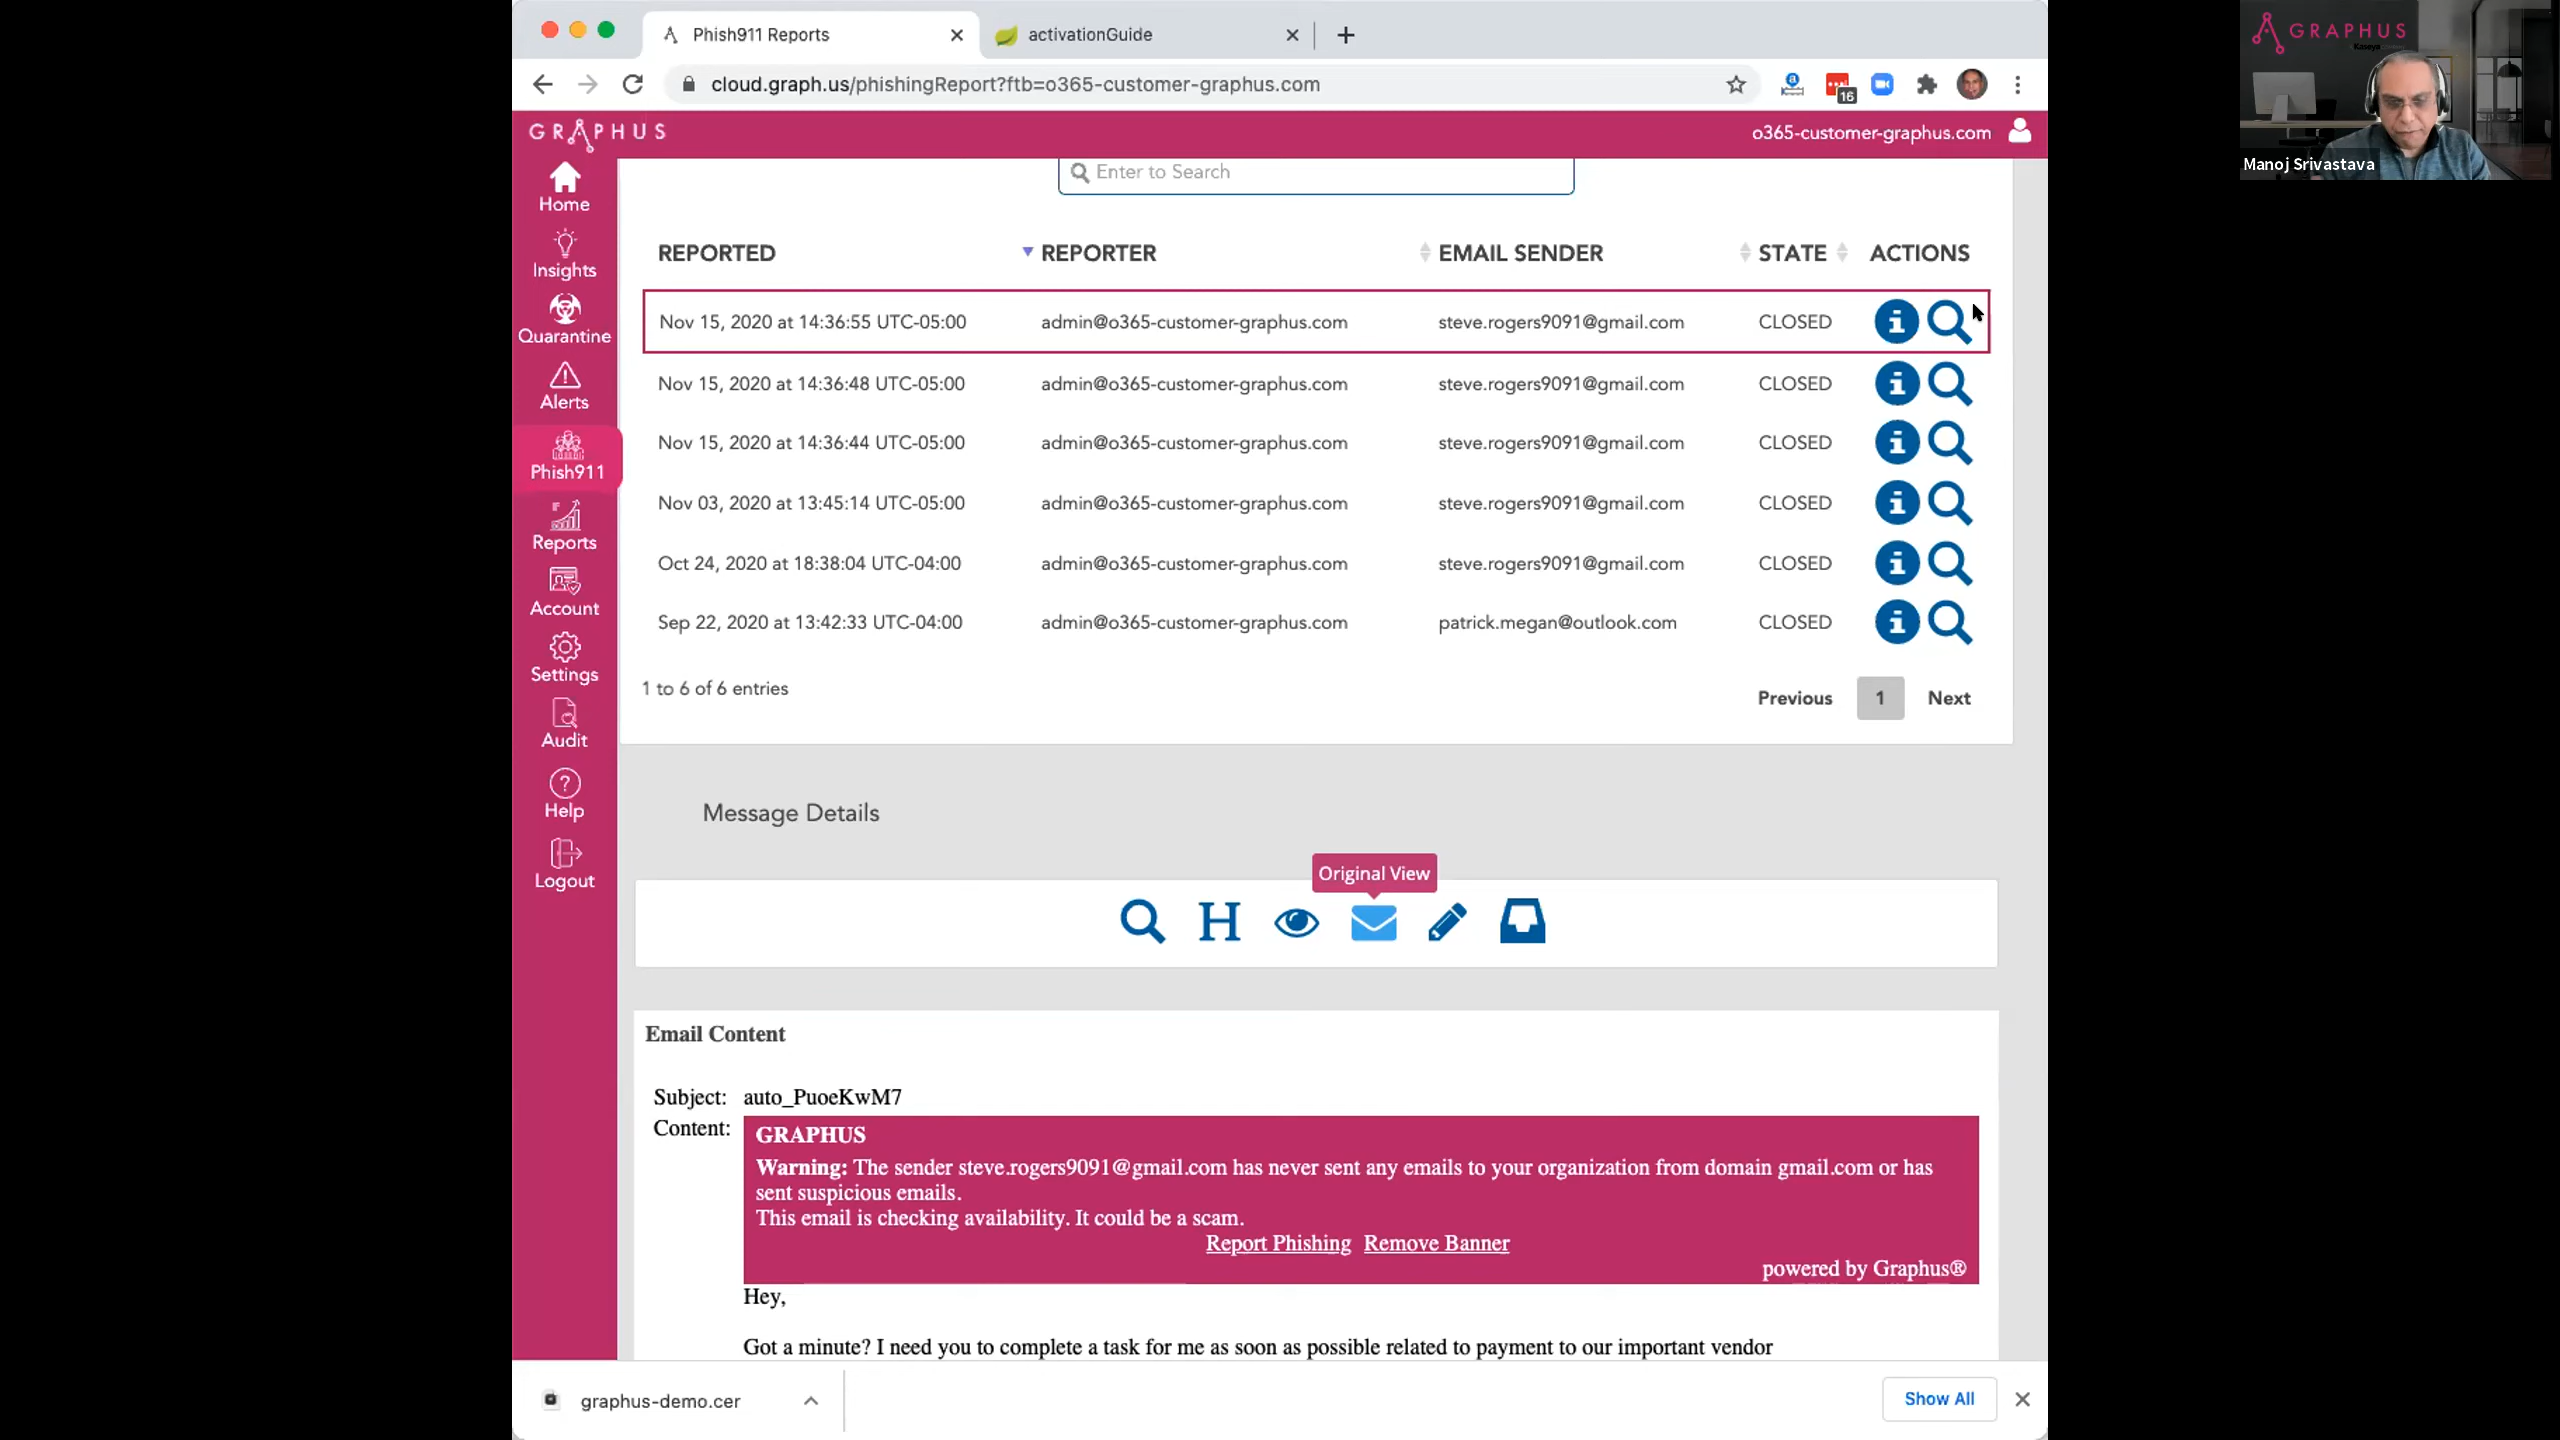 Phish911 Reports
activationGuide
cloud.graph.us/phishingReport?ftb=o365-customer-graphus.com
16
GRAPHUS
o365-customer-graphus.com
Home
Insights
Quarantine
Alerts
Phish911
Reports
Account
Settings
Audit
Help
Logout
Enter to Search
REPORTED REPORTER EMAIL SENDER STATE ACTIONS
Nov 15, 2020 at 14:36:55 UTC-05:00 admin@o365-customer-graphus.com steve.rogers9091@gmail.com CLOSED
Nov 15, 2020 at 14:36:48 UTC-05:00 admin@o365-customer-graphus.com steve.rogers9091@gmail.com CLOSED
Nov 15, 2020 at 14:36:44 UTC-05:00 admin@o365-customer-graphus.com steve.rogers9091@gmail.com CLOSED
Nov 03, 2020 at 13:45:14 UTC-05:00 admin@o365-customer-graphus.com steve.rogers9091@gmail.com CLOSED
Oct 24, 2020 at 18:38:04 UTC-04:00 admin@o365-customer-graphus.com steve.rogers9091@gmail.com CLOSED
Sep 22, 2020 at 13:42:33 UTC-04:00 admin@o365-customer-graphus.com patrick.megan@outlook.com CLOSED
1 to 6 of 6 entries
Previous 1 Next
Message Details
Original View
H
Email Content
Subject: auto_PuoeKwM7
Content: GRAPHUS
Warning: The sender steve.rogers9091@gmail.com has never sent any emails to your organization from domain gmail.com or has
sent suspicious emails.
This email is checking availability. It could be a scam.
Report Phishing Remove Banner
powered by Graphus®
Hey,
Got a minute? I need you to complete a task for me as soon as possible related to payment to our important vendor
graphus-demo.cer
Show All
GRAPHUS
Manoj Srivastava